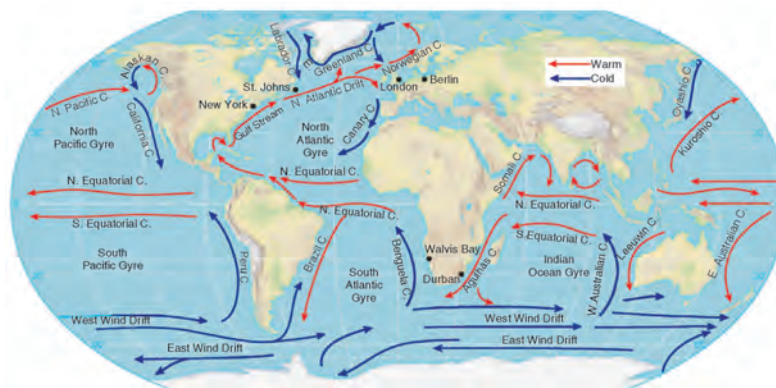 Labrador C.
Greenland C.
Norwegian C.
Alaskan C.
Warm
Cold
St. Johns
London
Berlin
N. Pacific C.
New York
N. Atlantic Drift
Gulf Stream
Oyashio C.
California C.
North
Pacific Gyre
North
Atlantic
Gyre
Canary C.
Kuroshio C.
Somali C.
N. Equatorial C.
N. Equatorial C.
N. Equatorial C.
N. Equatorial C.
S. Equatorial C.
S.Equatorial C.
Leeuwin C.
E. Australian C.
South
Pacific Gyre
Peru C.
Brazil C.
South
Atlantic
Gyre
Benguela C.
Walvis Bay
Durban
Agulhas C.
Indian
Ocean Gyre
W. Australian C.
West Wind Drift
West Wind Drift
East Wind Drift
East Wind Drift